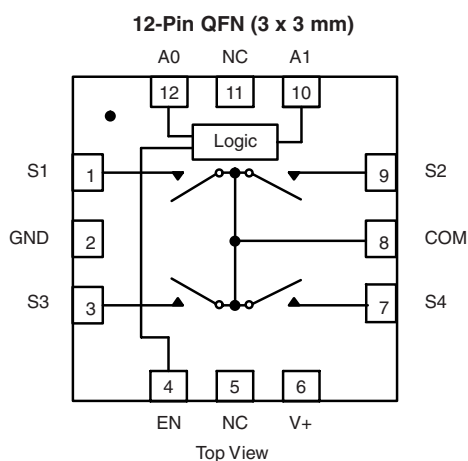 12-Pin QFN (3 x 3 mm)
A0 NC A1
12 11 10
Logic
S1 1 9 S2
GND 2 8 COM
S3 3 7 S4
4 5 6
EN NC V+
Top View